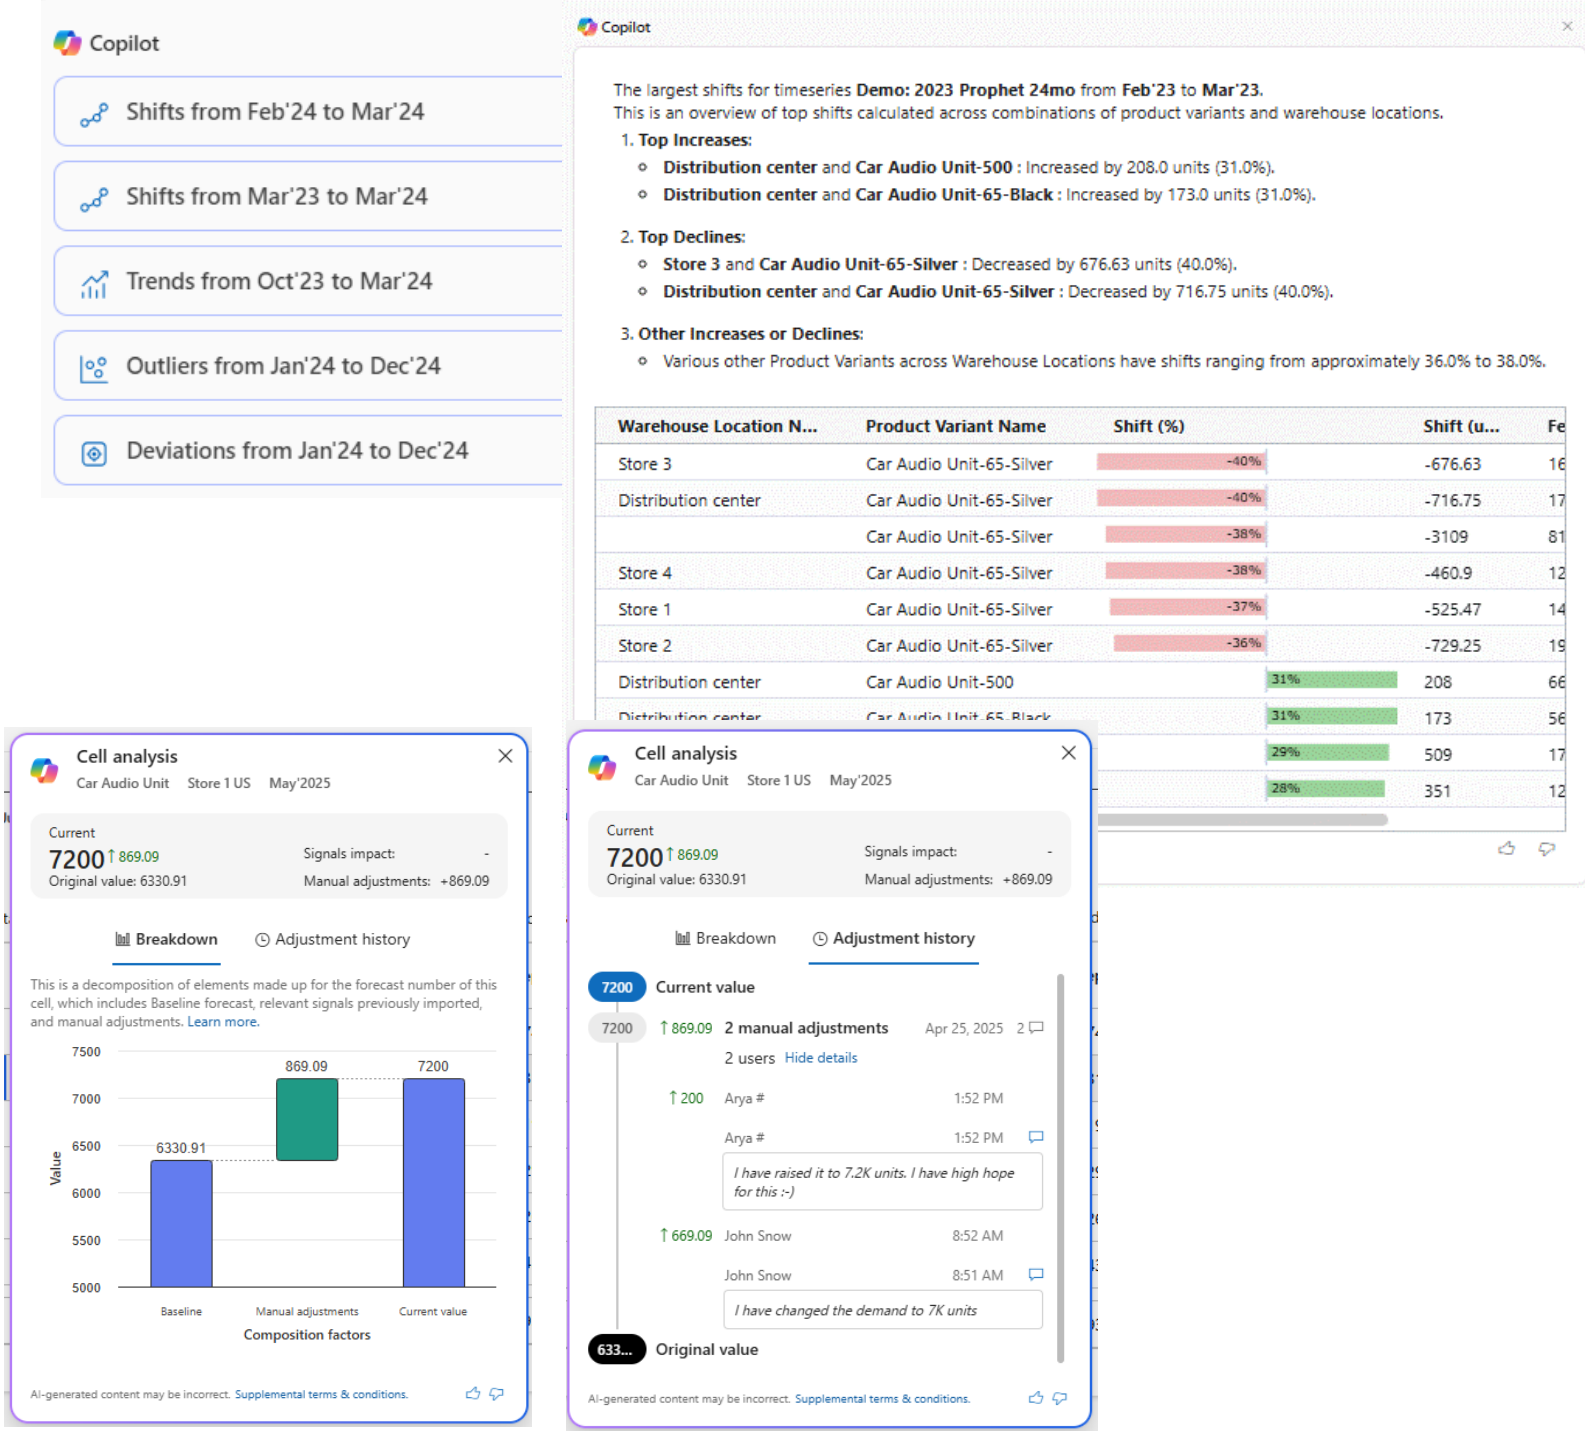 Copilot
Shifts from Feb'24 to Mar'24
Shifts from Mar'23 to Mar'24
Trends from Oct'23 to Mar'24
Outliers from Jan'24 to Dec'24
Deviations from Jan'24 to Dec'24
Copilot
The largest shifts for timeseries Demo: 2023 Prophet 24mo from Feb'23 to Mar'23.
This is an overview of top shifts calculated across combinations of product variants and warehouse locations.
1. Top Increases:
Distribution center and Car Audio Unit-500 : Increased by 208.0 units (31.0%).
Distribution center and Car Audio Unit-65-Black : Increased by 173.0 units (31.0%).
2. Top Declines:
Store 3 and Car Audio Unit-65-Silver : Decreased by 676.63 units (40.0%).
Distribution center and Car Audio Unit-65-Silver : Decreased by 716.75 units (40.0%).
3. Other Increases or Declines:
Various other Product Variants across Warehouse Locations have shifts ranging from approximately 36.0% to 38.0%.
Warehouse Location N... Product Variant Name Shift (%) Shift (u... Fe
Store 3 Car Audio Unit-65-Silver -40% -676.63 16
Distribution center Car Audio Unit-65-Silver -40% -716.75 17
Car Audio Unit-65-Silver -38% -3109 81
Store 4 Car Audio Unit-65-Silver -38% -460.9 12
Store 1 Car Audio Unit-65-Silver -37% -525.47 14
Store 2 Car Audio Unit-65-Silver -36% -729.25 19
Distribution center Car Audio Unit-500 31% 208 66
Distribution center Car Audio Unit-65-Black 31% 173 56
29% 509 17
28% 351 12
Cell analysis
Car Audio Unit Store 1 US May'2025
Current
7200 ↑ 869.09 Signals impact: -
Original value: 6330.91 Manual adjustments: +869.09
Breakdown Adjustment history
This is a decomposition of elements made up for the forecast number of this
cell, which includes Baseline forecast, relevant signals previously imported,
and manual adjustments. Learn more.
7500
869.09 7200
7000
6500 6330.91
Value
6000
5500
5000
Baseline Manual adjustments Current value
Composition factors
AI-generated content may be incorrect. Supplemental terms & conditions.
Cell analysis
Car Audio Unit Store 1 US May'2025
Current
7200 ↑ 869.09 Signals impact: -
Original value: 6330.91 Manual adjustments: +869.09
Breakdown Adjustment history
7200 Current value
7200 ↑ 869.09 2 manual adjustments Apr 25, 2025 2
2 users Hide details
↑ 200 Arya # 1:52 PM
Arya # 1:52 PM
I have raised it to 7.2K units. I have high hope
for this :-)
↑ 669.09 John Snow 8:52 AM
John Snow 8:51 AM
I have changed the demand to 7K units
633... Original value
AI-generated content may be incorrect. Supplemental terms & conditions.